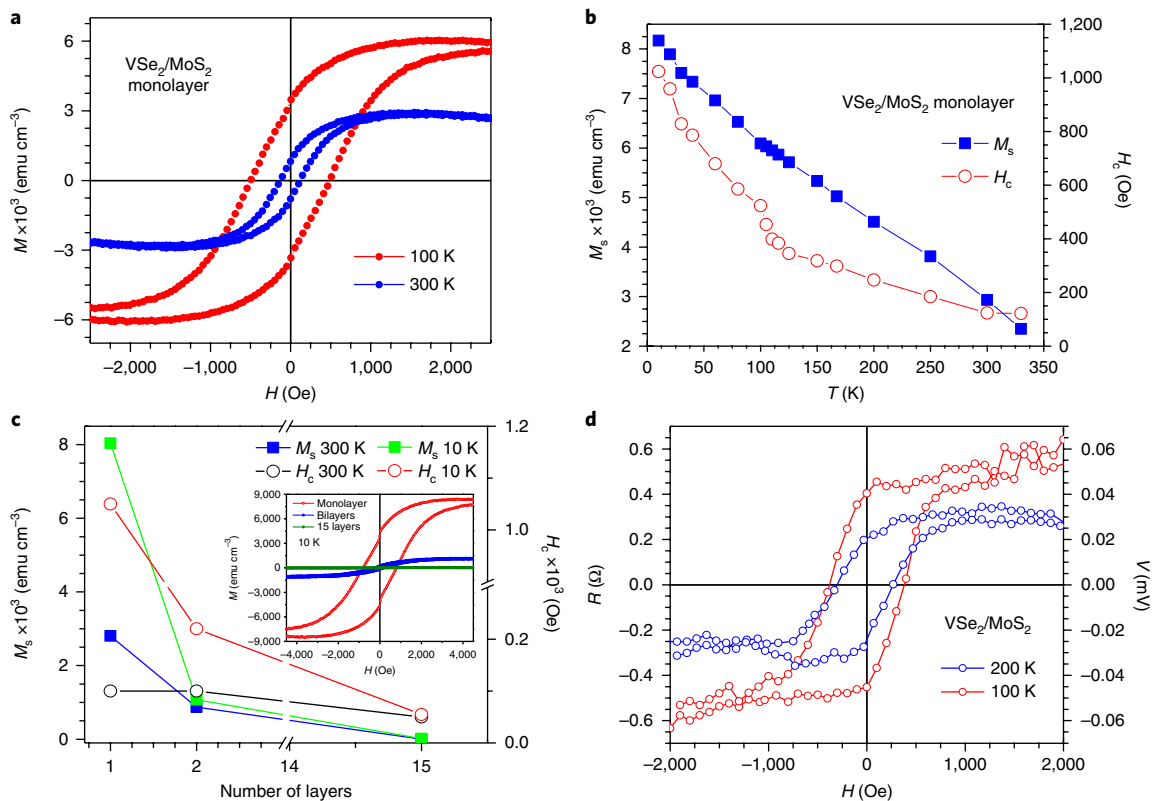 a
VSe₂/MoS₂
monolayer
100 K
300 K
M ×10³ (emu cm⁻³)
6
3
0
−3
−6
−2,000 −1,000 0 1,000 2,000
H (Oe)
b
VSe₂/MoS₂ monolayer
Mₛ
H꜀
Mₛ ×10³ (emu cm⁻³)
8
7
6
5
4
3
2
1,200
1,000
800
600
400
200
0
H꜀ (Oe)
0 50 100 150 200 250 300 350
T (K)
c
Mₛ 300 K Mₛ 10 K
H꜀ 300 K H꜀ 10 K
Mₛ ×10³ (emu cm⁻³)
8
6
4
2
0
1.2
1.0
0.2
0.0
H꜀ ×10³ (Oe)
1 2 14 15
Number of layers
9,000
6,000
3,000
0
−3,000
−6,000
−9,000
M (emu cm⁻³)
Monolayer
Bilayers
15 layers
10 K
−4,000 −2,000 0 2,000 4,000
H (Oe)
d
R (Ω)
0.6
0.4
0.2
0.0
−0.2
−0.4
−0.6
0.06
0.04
0.02
0.00
−0.02
−0.04
−0.06
V (mV)
VSe₂/MoS₂
200 K
100 K
−2,000 −1,000 0 1,000 2,000
H (Oe)